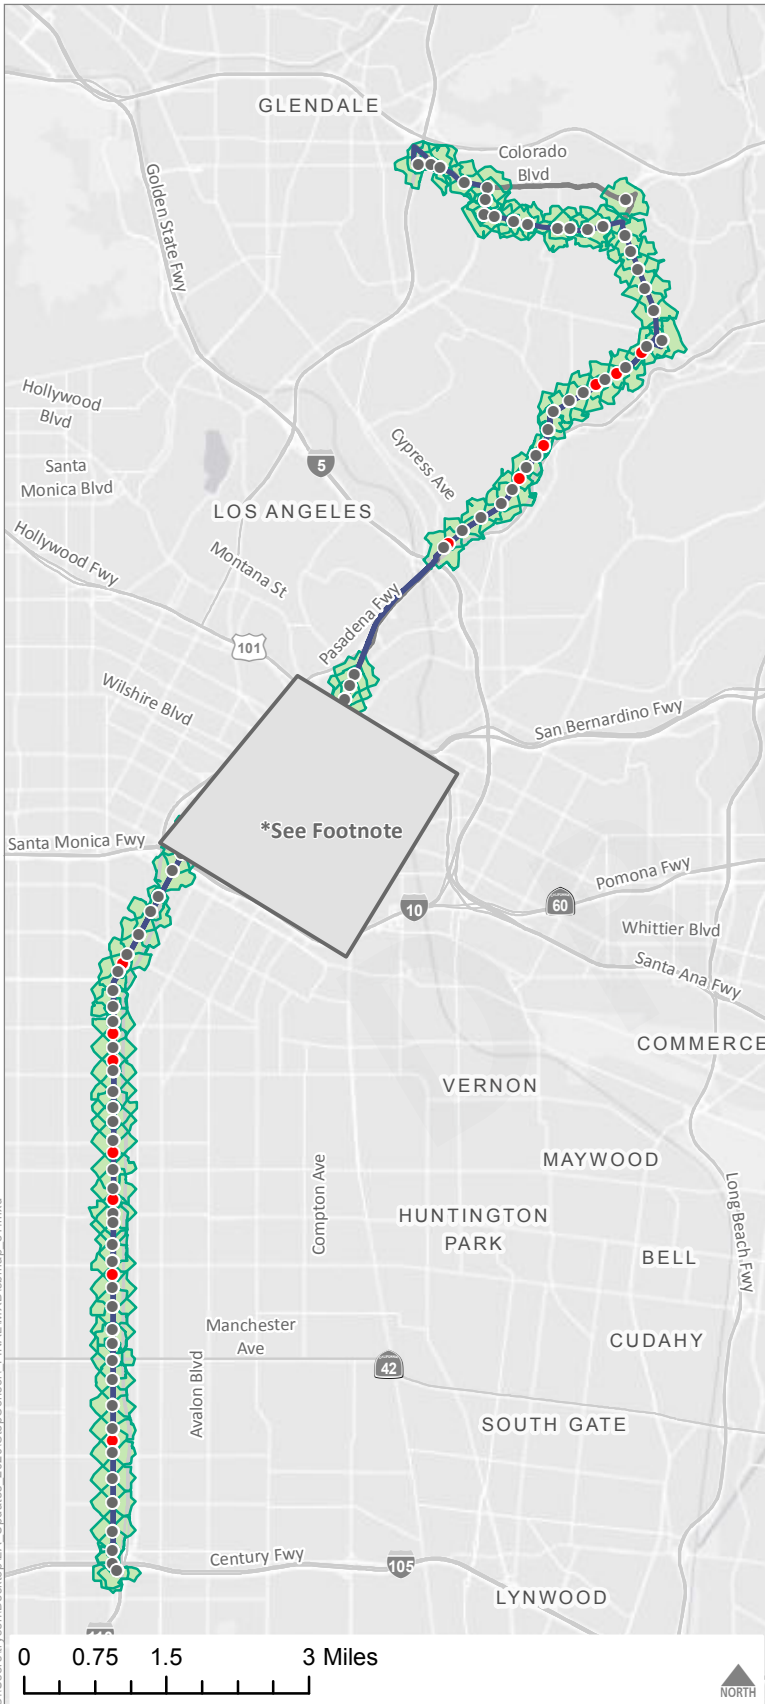 GLENDALE
Colorado
Blvd
Golden State Fwy
Hollywood
Blvd
Santa
Monica Blvd
Cypress Ave
5
LOS ANGELES
Hollywood Fwy
Montana St
Pasadena Fwy
101
Wilshire Blvd
San Bernardino Fwy
*See Footnote
Santa Monica Fwy
Pomona Fwy
10
60
Whittier Blvd
Santa Ana Fwy
COMMERCE
VERNON
MAYWOOD
Compton Ave
Long Beach Fwy
HUNTINGTON
PARK
BELL
Manchester
Ave
CUDAHY
Avalon Blvd
42
SOUTH GATE
Century Fwy
105
LYNWOOD
0 0.75 1.5 3 Miles
NORTH